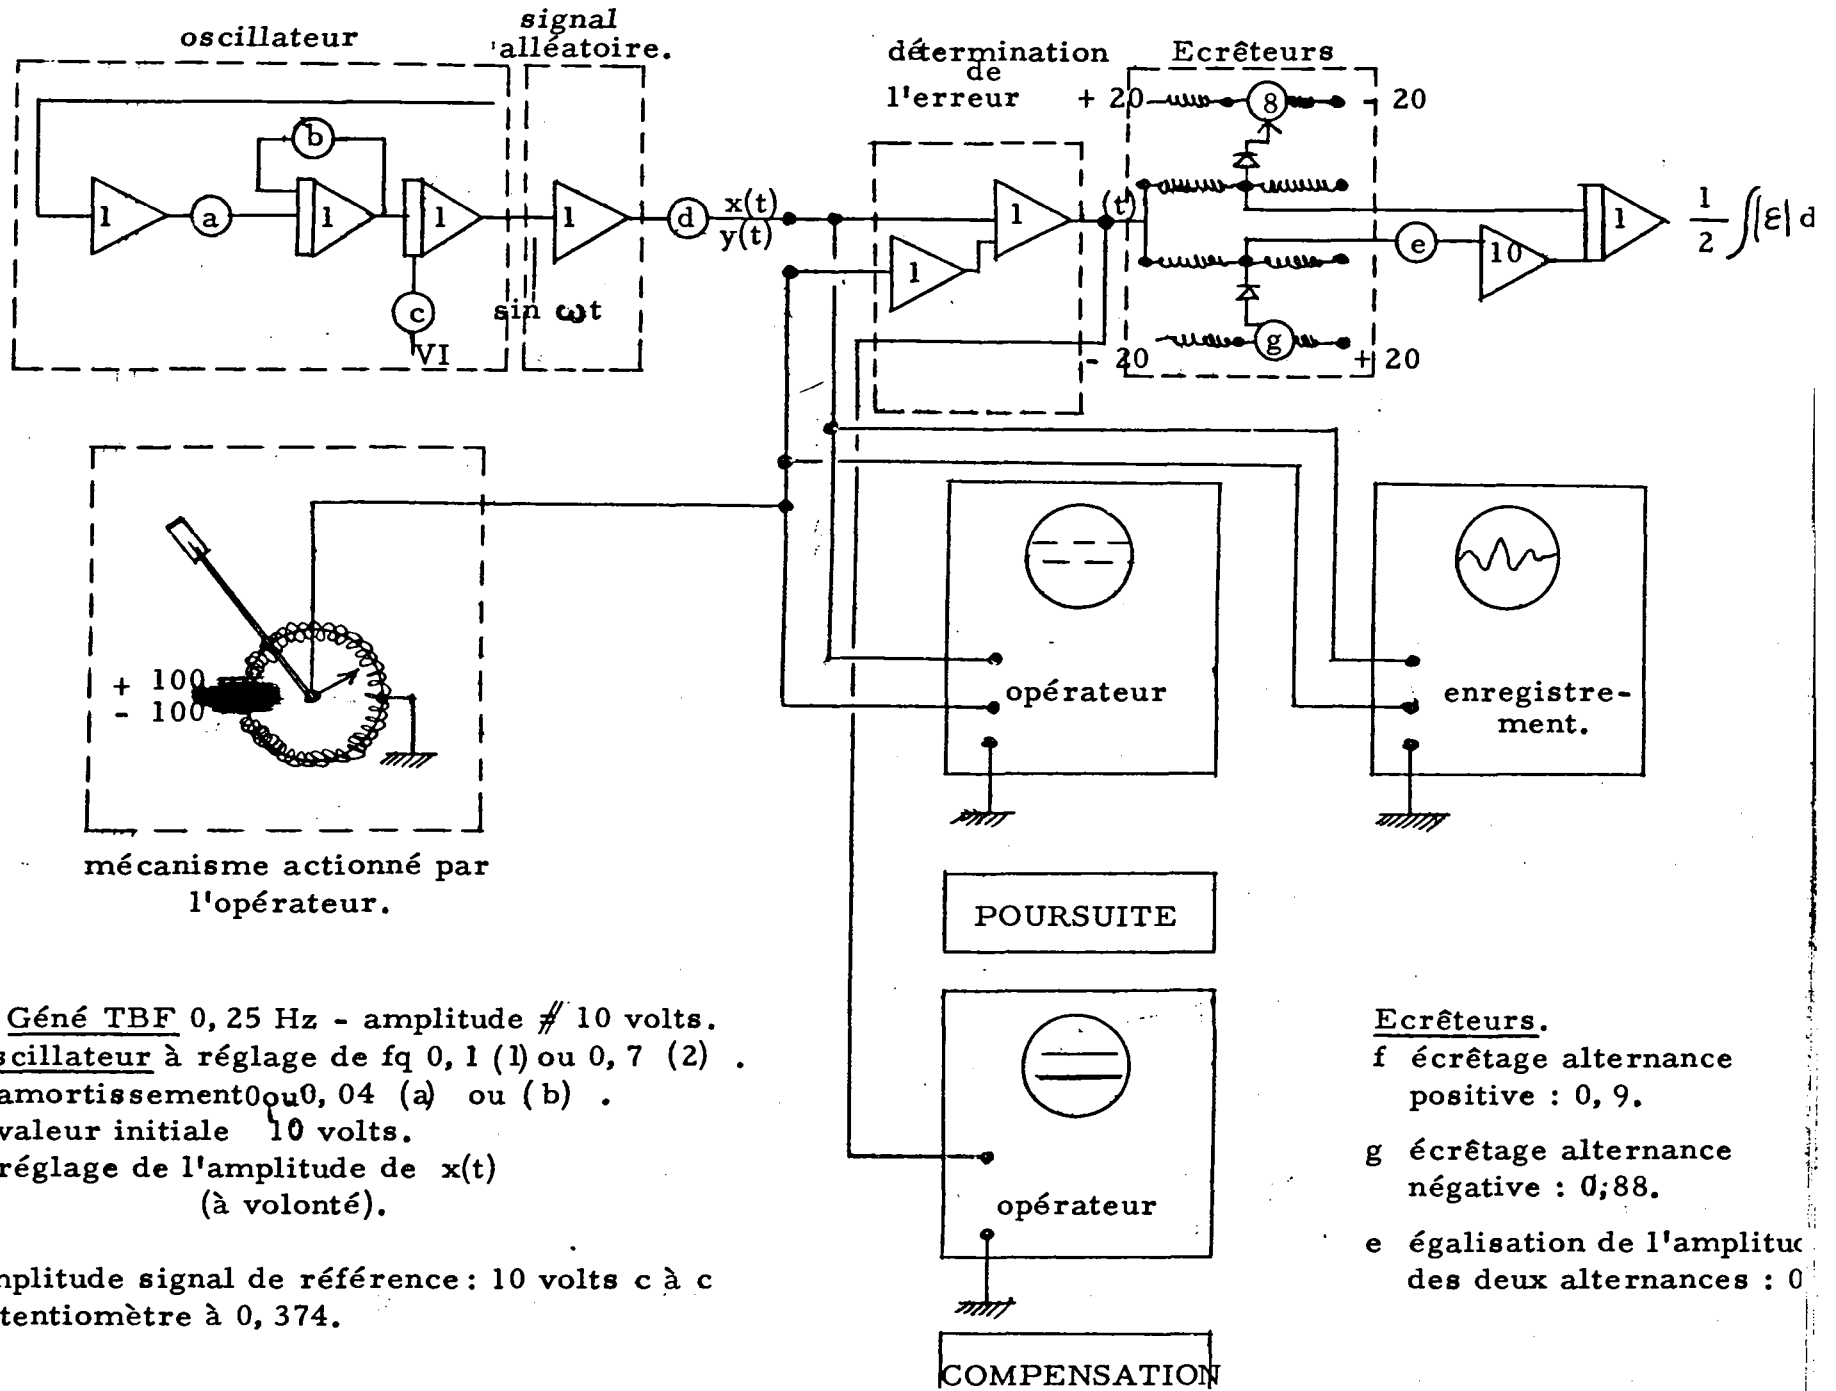 oscillateur
signal
alléatoire.
détermination
de
l'erreur
Ecrêteurs
+ 20
8
- 20
b
1
a
1
1
1
d
x(t)
y(t)
1
(t)
1
1
e
10
1/2 ∫|ε| d
c
sin ωt
VI
- 20
g
+ 20
+ 100
- 100
mécanisme actionné par
l'opérateur.
opérateur
enregistre-
ment.
POURSUITE
Géné TBF 0,25 Hz - amplitude # 10 volts.
scillateur à réglage de fq 0,1 (1) ou 0,7 (2) .
amortissement 0 ou 0,04 (a) ou (b) .
valeur initiale 10 volts.
réglage de l'amplitude de x(t)
(à volonté).
nplitude signal de référence : 10 volts c à c
tentiomètre à 0,374.
opérateur
COMPENSATION
Ecrêteurs.
f écrêtage alternance
positive : 0,9.
g écrêtage alternance
négative : 0,88.
e égalisation de l'amplitud
des deux alternances : 0